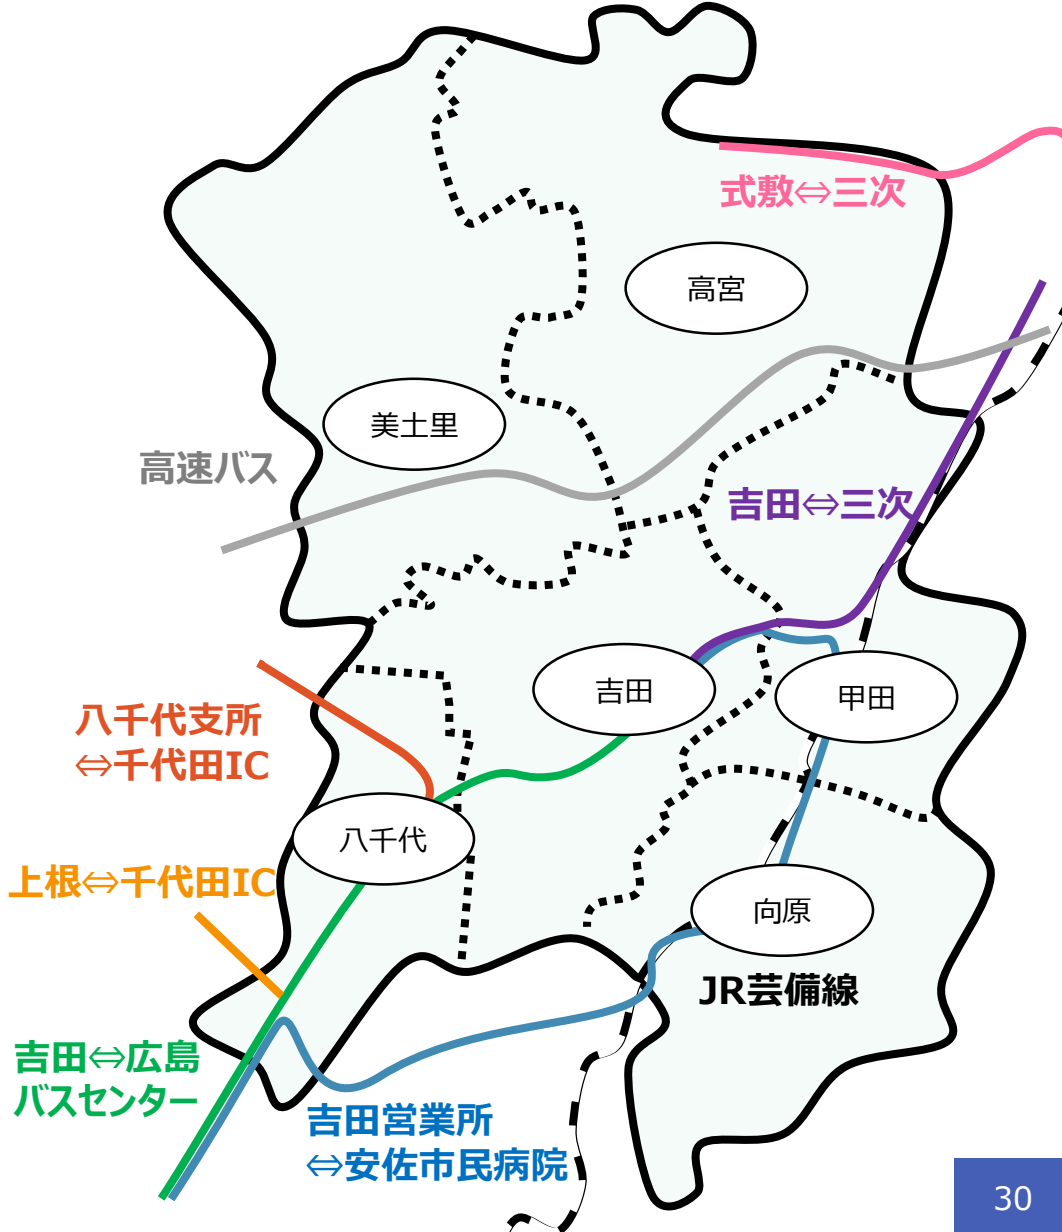 式敷⇔三次
高宮
美土里
高速バス
吉田⇔三次
吉田
甲田
八千代支所
⇔千代田IC
八千代
上根⇔千代田IC
向原
JR芸備線
吉田⇔広島
バスセンター
吉田営業所
⇔安佐市民病院
30